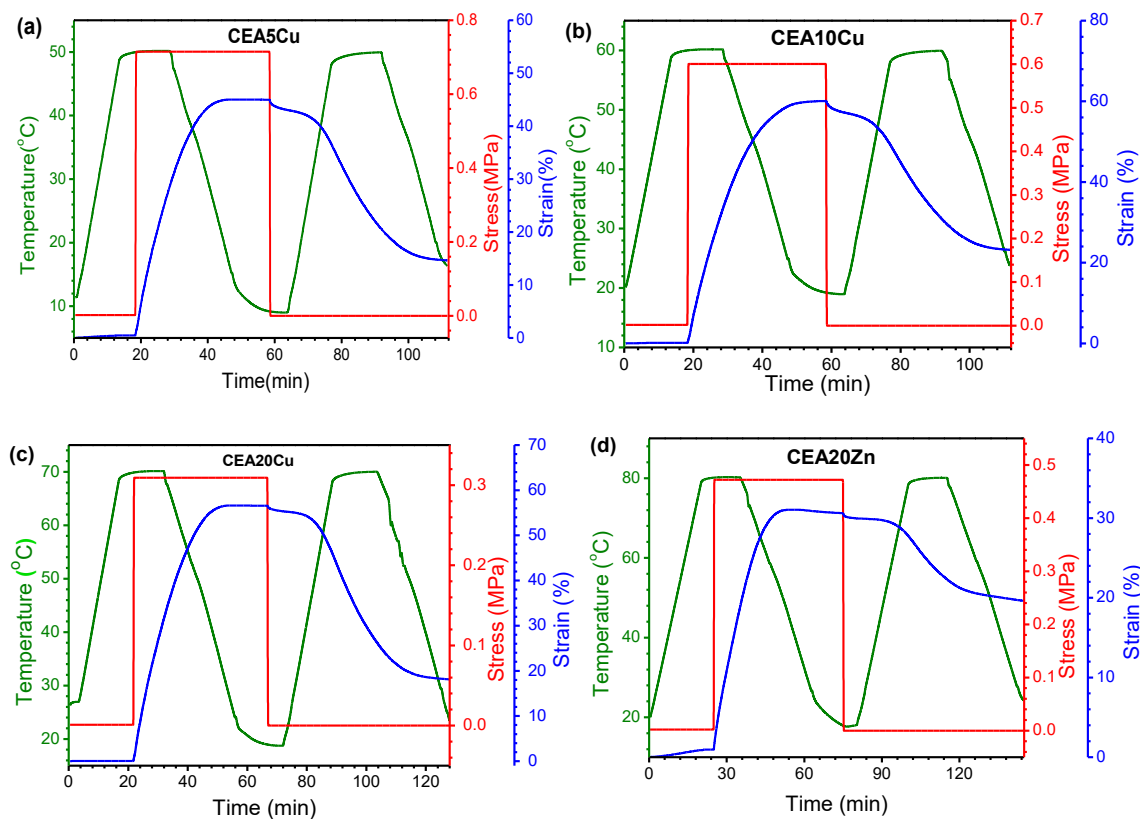 (a)
CEA5Cu
Temperature(°C)
50
40
30
20
10
0 20 40 60 80 100
Time(min)
0.8
0.6
0.4
0.2
0.0
Stress(MPa)
60
50
40
30
20
10
0
Strain(%)
(b)
CEA10Cu
Temperature (°C)
60
50
40
30
20
10
0 20 40 60 80 100
Time (min)
0.7
0.6
0.5
0.4
0.3
0.2
0.1
0.0
Stress (MPa)
80
60
40
20
0
Strain (%)
(c)
CEA20Cu
Temperature (°C)
70
60
50
40
30
20
0 20 40 60 80 100 120
Time (min)
0.3
0.2
0.1
0.0
Stress (MPa)
70
60
50
40
30
20
10
0
Strain (%)
(d)
CEA20Zn
Temperature (°C)
80
60
40
20
0 30 60 90 120
Time (min)
0.5
0.4
0.3
0.2
0.1
0.0
Stress (MPa)
40
30
20
10
0
Strain (%)